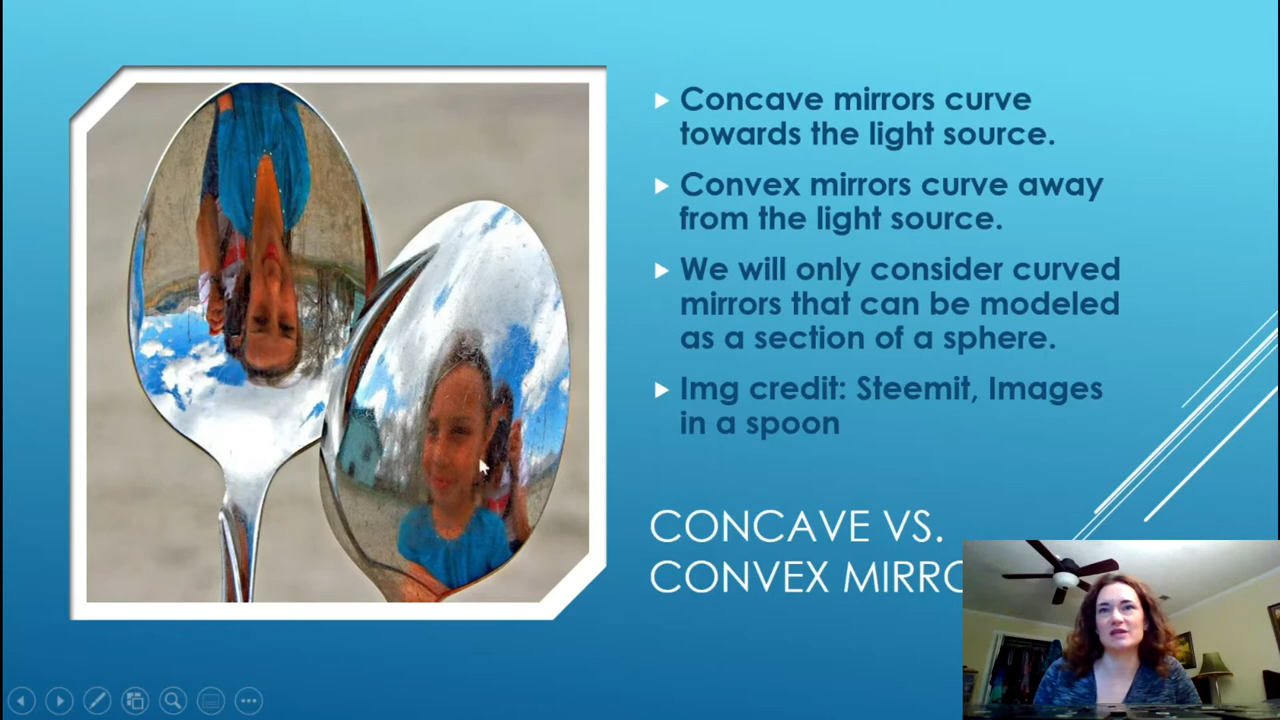 Concave mirrors curve
towards the light source.
Convex mirrors curve away
from the light source.
We will only consider curved
mirrors that can be modeled
as a section of a sphere.
Img credit: Steemit, Images
in a spoon
CONCAVE VS.
CONVEX MIRRO